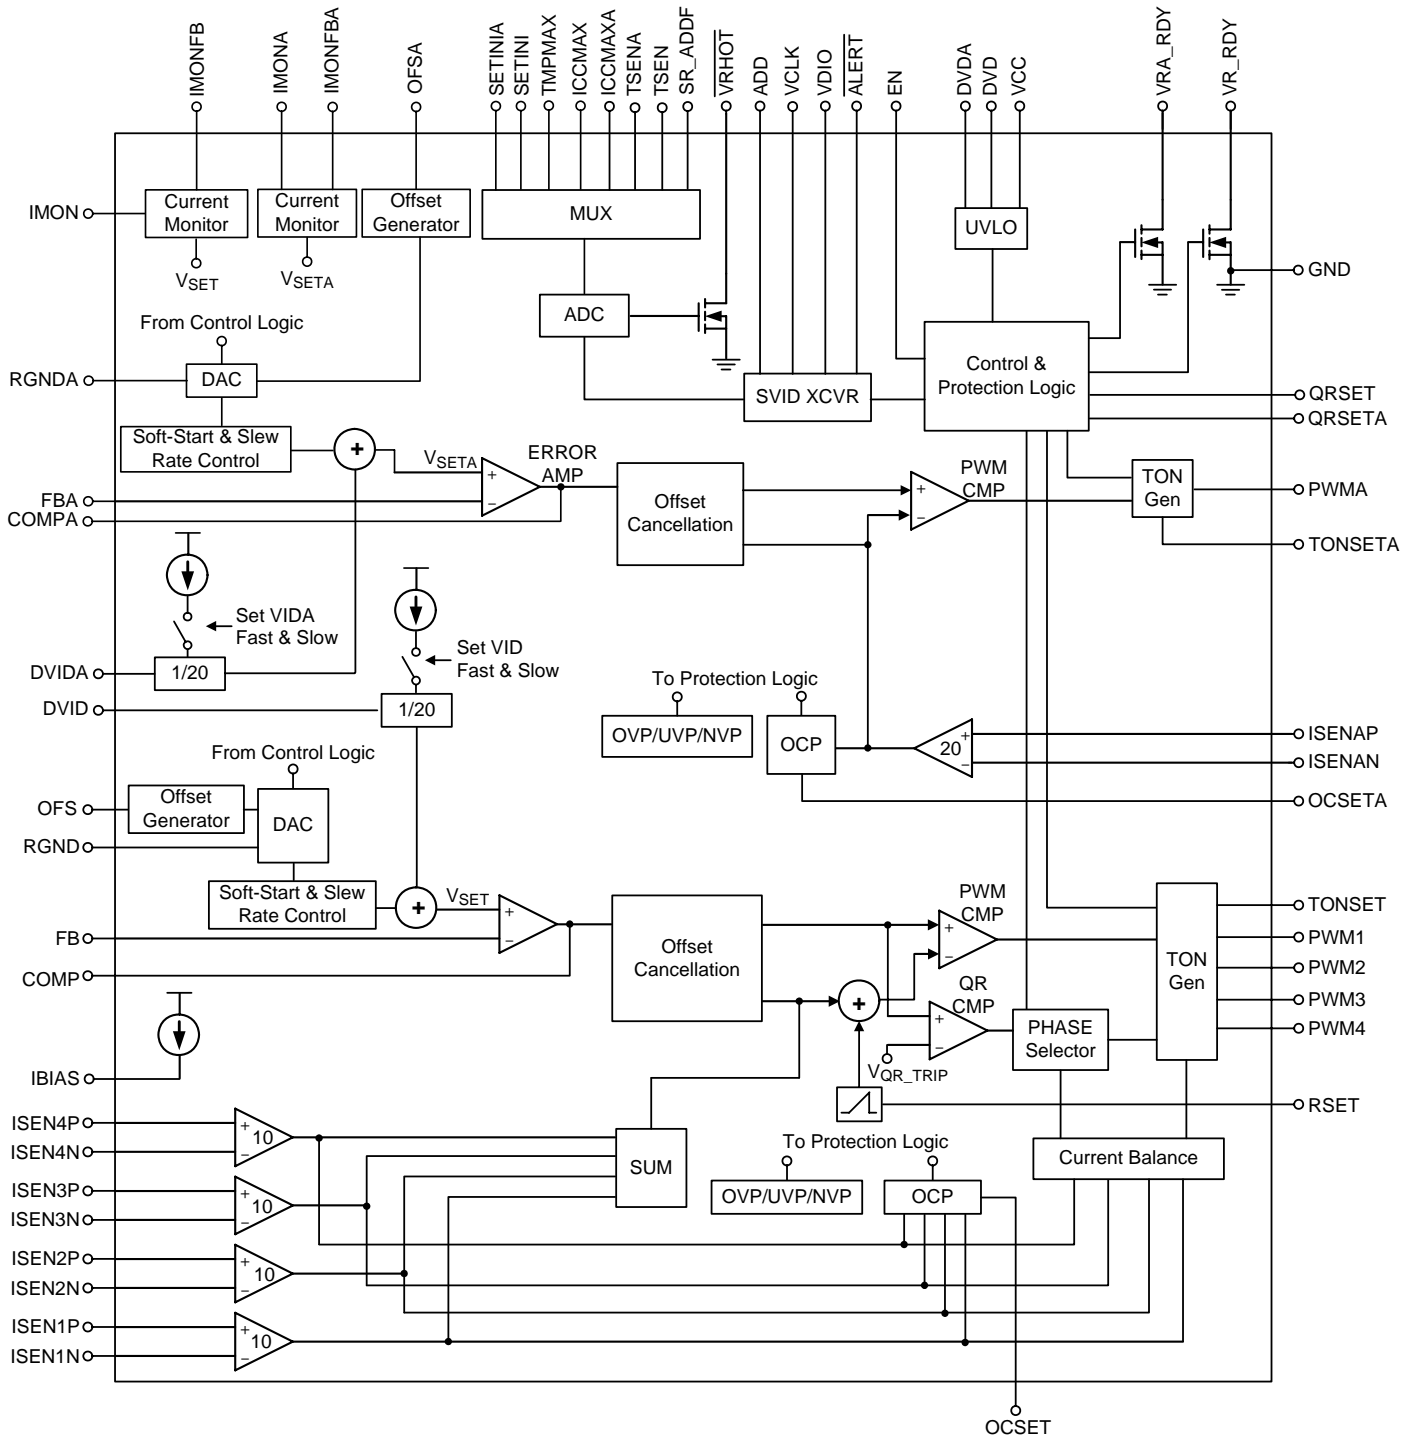 IMONFB
IMONA
IMONFBA
OFSA
SETINIA
SETINI
TMPMAX
ICCMAX
ICCMAXA
TSENA
TSEN
SR_ADDF
VRHOT
ADD
VCLK
VDIO
ALERT
EN
DVDA
DVD
VCC
VRA_RDY
VR_RDY
IMON
Current
Monitor
Current
Monitor
Offset
Generator
MUX
UVLO
GND
VSET
VSETA
ADC
From Control Logic
Control &
Protection Logic
RGNDA
DAC
SVID XCVR
QRSET
QRSETA
Soft-Start & Slew
Rate Control
+
VSETA
ERROR
AMP
+
−
Offset
Cancellation
PWM
CMP
+
−
TON
Gen
PWMA
FBA
COMPA
TONSETA
Set VIDA
Fast & Slow
Set VID
Fast & Slow
DVIDA
1/20
DVID
1/20
To Protection Logic
OVP/UVP/NVP
OCP
20
+
−
ISENAP
ISENAN
OCSETA
From Control Logic
OFS
Offset
Generator
DAC
RGND
Soft-Start & Slew
Rate Control
+
VSET
+
−
Offset
Cancellation
PWM
CMP
+
−
TON
Gen
TONSET
PWM1
PWM2
PWM3
PWM4
FB
COMP
+
QR
CMP
+
−
PHASE
Selector
VQR_TRIP
IBIAS
RSET
ISEN4P
ISEN4N
+
−
10
SUM
To Protection Logic
Current Balance
ISEN3P
ISEN3N
+
−
10
OVP/UVP/NVP
OCP
ISEN2P
ISEN2N
+
−
10
ISEN1P
ISEN1N
+
−
10
OCSET